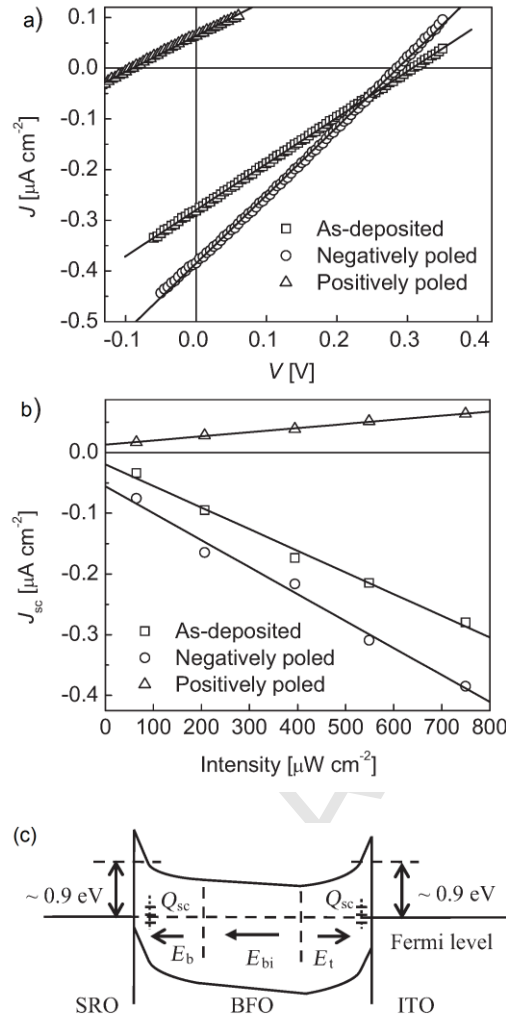 a)
0.1
0.0
-0.1
-0.2
-0.3
-0.4
-0.5
J [μA cm⁻²]
As-deposited
Negatively poled
Positively poled
-0.1 0.0 0.1 0.2 0.3 0.4
V [V]
b)
0.0
-0.1
-0.2
-0.3
-0.4
J_sc [μA cm⁻²]
As-deposited
Negatively poled
Positively poled
0 100 200 300 400 500 600 700 800
Intensity [μW cm⁻²]
(c)
~ 0.9 eV Q_sc Q_sc ~ 0.9 eV
E_b E_bi E_t Fermi level
SRO BFO ITO